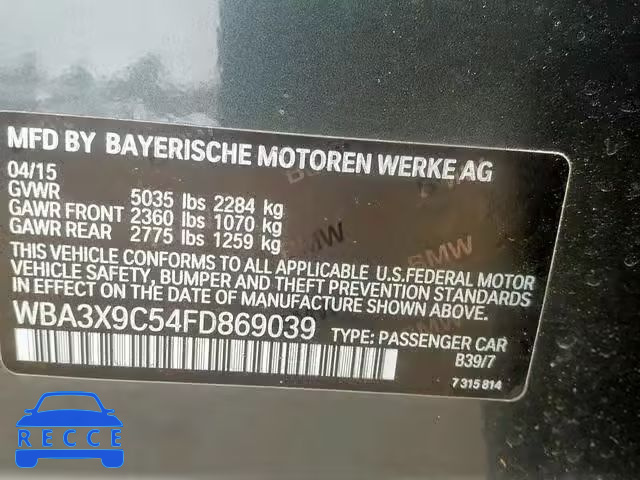 MFD BY BAYERISCHE MOTOREN WERKE AG
04/15
GVWR 5035 lbs 2284 kg
GAWR FRONT 2360 lbs 1070 kg
GAWR REAR 2775 lbs 1259 kg
THIS VEHICLE CONFORMS TO ALL APPLICABLE U.S.FEDERAL MOTOR
VEHICLE SAFETY, BUMPER AND THEFT PREVENTION STANDARDS
IN EFFECT ON THE DATE OF MANUFACTURE SHOWN ABOVE.
WBA3X9C54FD869039 TYPE: PASSENGER CAR
B39/7
7 315 814
BMW
BMW
BMW
RECCE